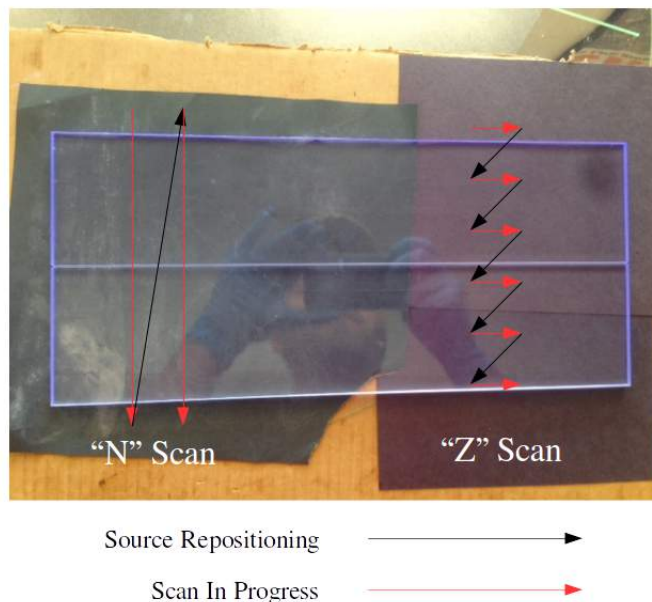 “N” Scan
“Z” Scan
Source Repositioning
Scan In Progress